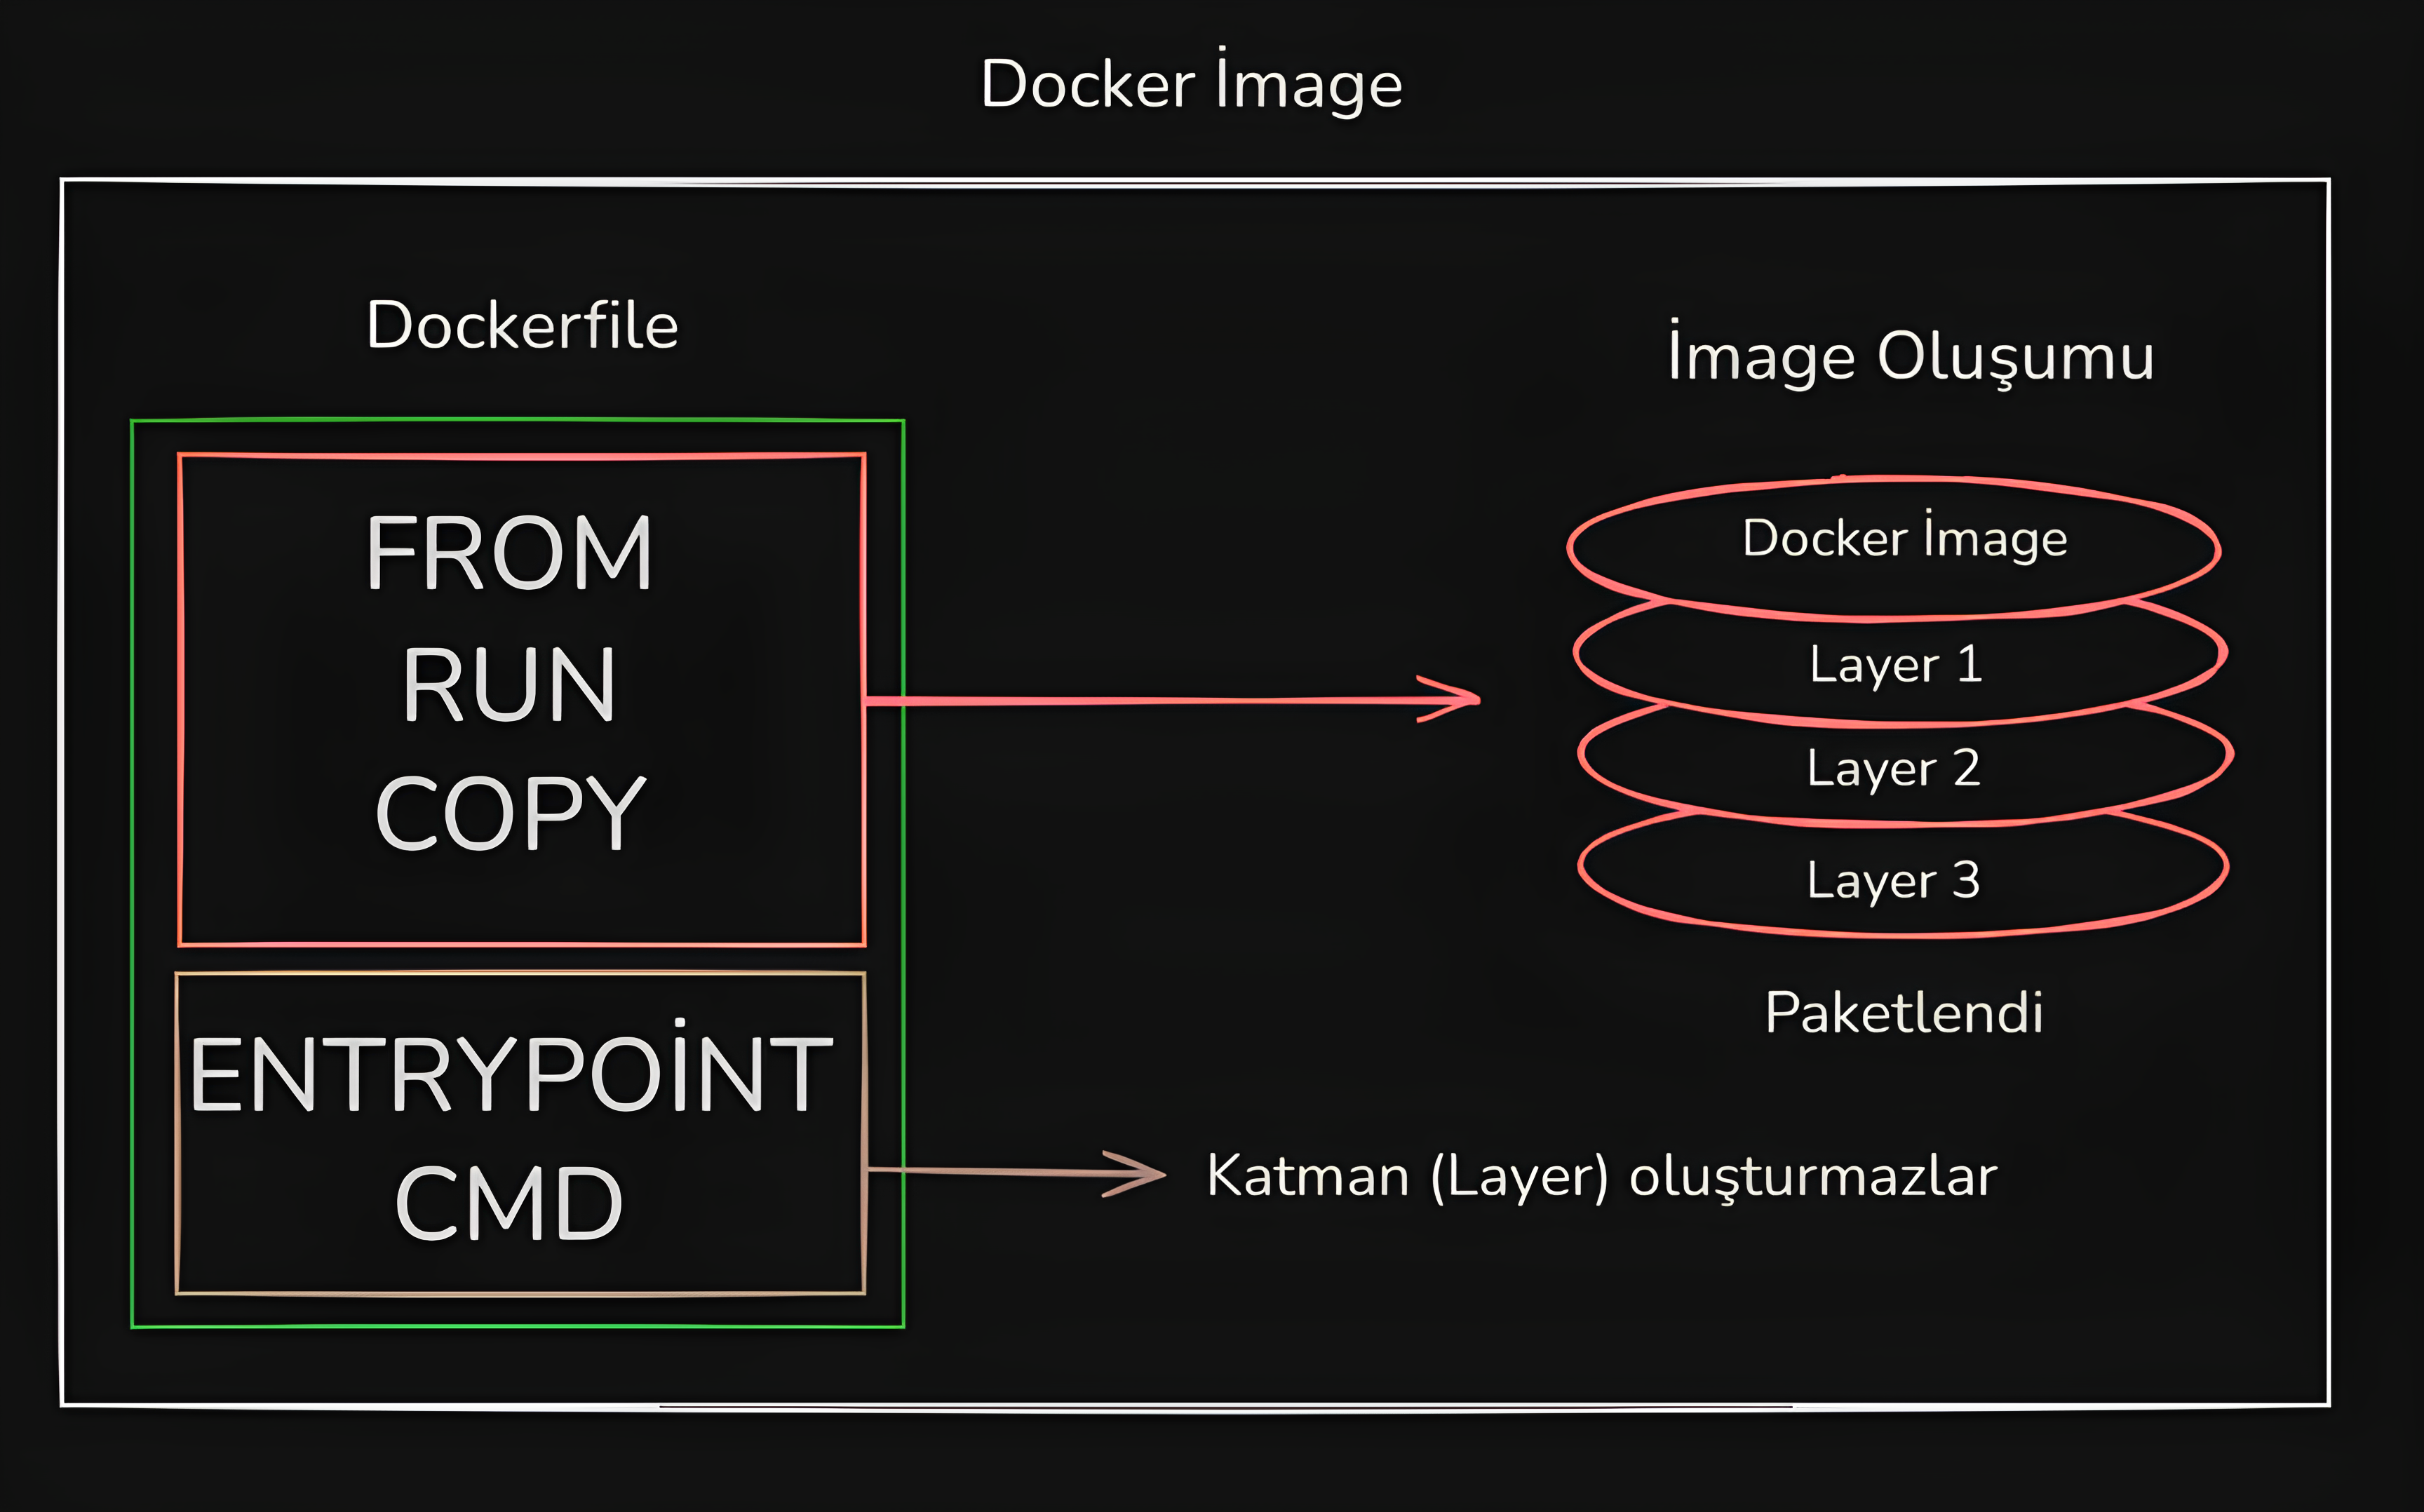 Docker İmage
Dockerfile
FROM
RUN
COPY
ENTRYPOİNT
CMD
İmage Oluşumu
Docker İmage
Layer 1
Layer 2
Layer 3
Paketlendi
Katman (Layer) oluşturmazlar